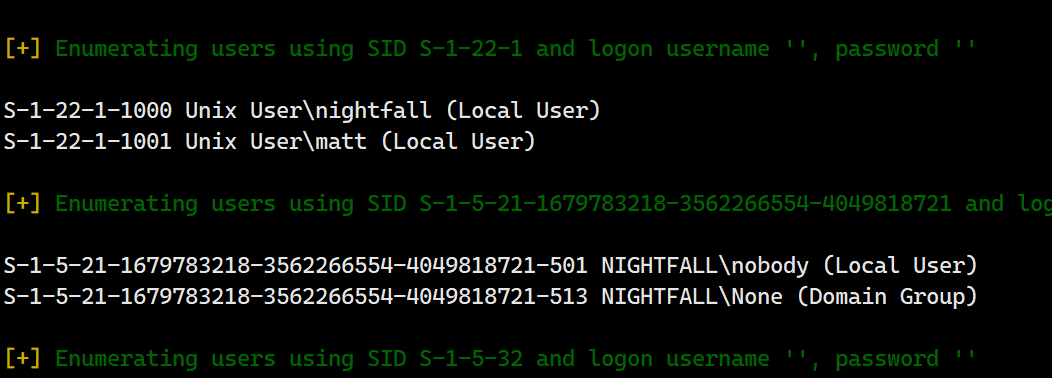 [+] Enumerating users using SID S-1-22-1 and logon username '', password ''
S-1-22-1-1000 Unix User\nightfall (Local User)
S-1-22-1-1001 Unix User\matt (Local User)
[+] Enumerating users using SID S-1-5-21-1679783218-3562266554-4049818721 and log
S-1-5-21-1679783218-3562266554-4049818721-501 NIGHTFALL\nobody (Local User)
S-1-5-21-1679783218-3562266554-4049818721-513 NIGHTFALL\None (Domain Group)
[+] Enumerating users using SID S-1-5-32 and logon username '', password ''